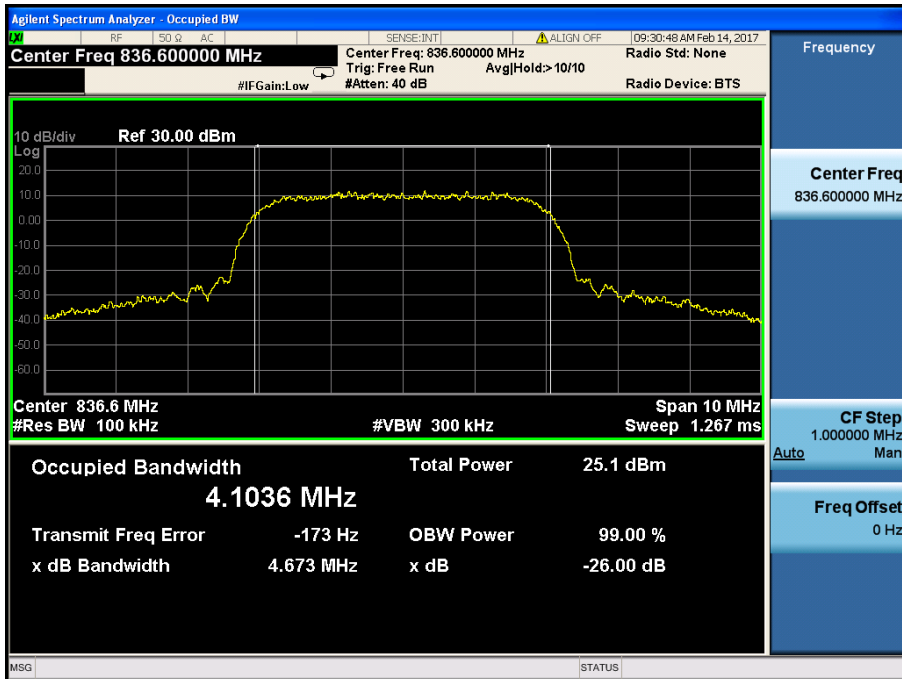 Agilent Spectrum Analyzer - Occupied BW
LXI RF 50 Ω AC SENSE:INT ALIGN OFF 09:30:48 AM Feb 14, 2017
Center Freq 836.600000 MHz
Center Freq: 836.600000 MHz
Radio Std: None
Trig: Free Run Avg|Hold:>10/10
#IFGain:Low
#Atten: 40 dB
Radio Device: BTS
10 dB/div Ref 30.00 dBm
Log
20.0
10.0
0.00
-10.0
-20.0
-30.0
-40.0
-50.0
-60.0
Center 836.6 MHz Span 10 MHz
#Res BW 100 kHz #VBW 300 kHz Sweep 1.267 ms
Occupied Bandwidth Total Power 25.1 dBm
4.1036 MHz
Transmit Freq Error -173 Hz OBW Power 99.00 %
x dB Bandwidth 4.673 MHz x dB -26.00 dB
MSG STATUS
Frequency
Center Freq
836.600000 MHz
CF Step
1.000000 MHz
Auto Man
Freq Offset
0 Hz